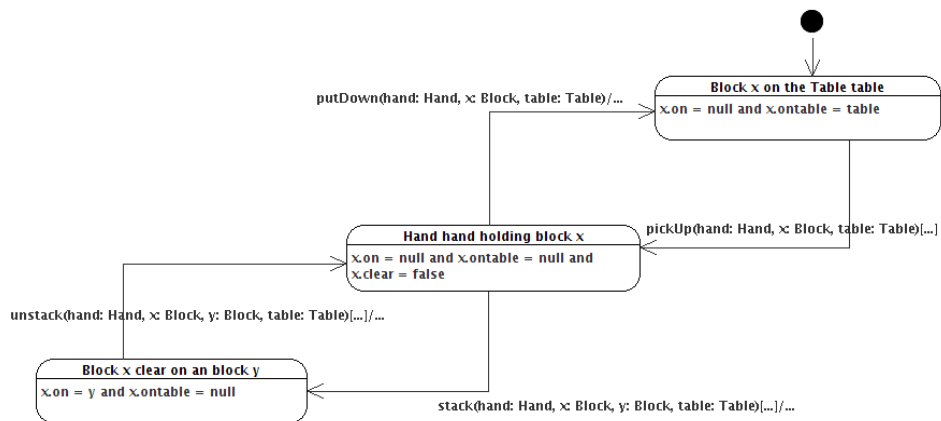 Block x on the Table table
putDown(hand: Hand, x: Block, table: Table)/...
x.on = null and x.ontable = table
Hand hand holding block x
pickUp(hand: Hand, x: Block, table: Table)[...]
x.on = null and x.ontable = null and
x.clear = false
unstack(hand: Hand, x: Block, y: Block, table: Table)[...]/...
Block x clear on an block y
x.on = y and x.ontable = null
stack(hand: Hand, x: Block, y: Block, table: Table)[...]/...